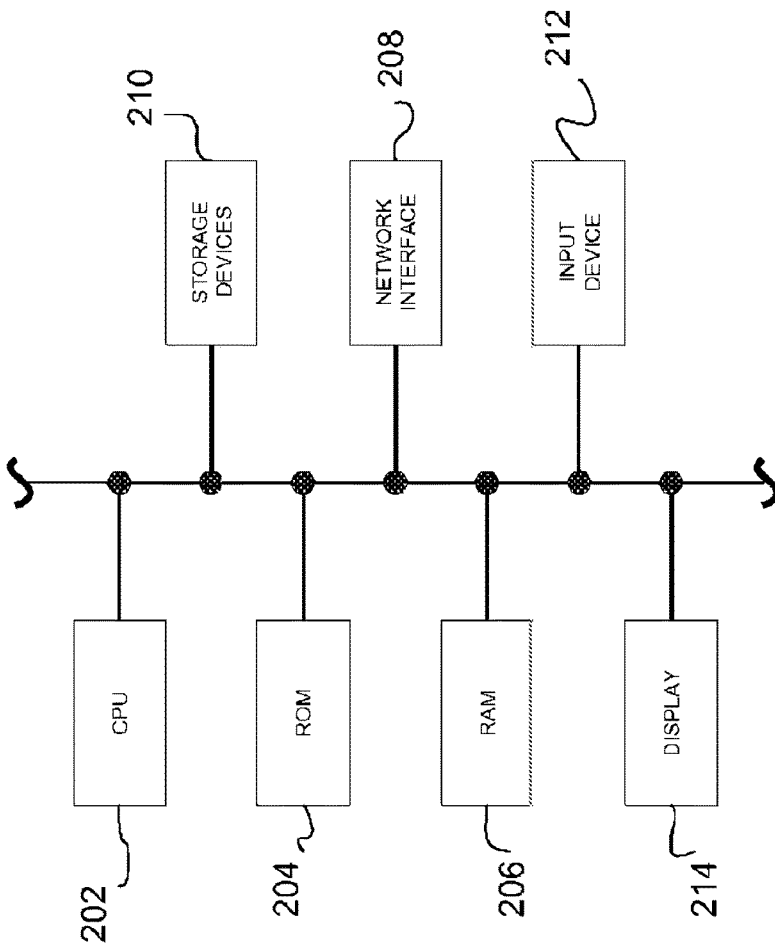 210
STORAGE
DEVICES
208
NETWORK
INTERFACE
212
INPUT
DEVICE
CPU
202
ROM
204
RAM
206
DISPLAY
214